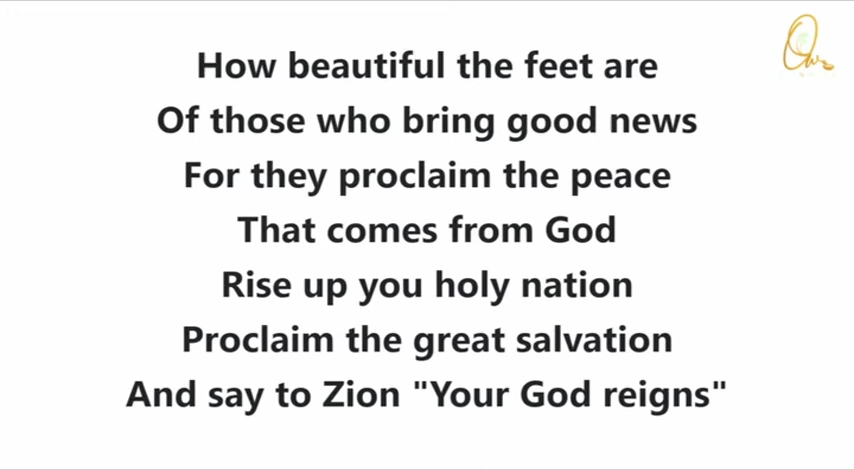 How beautiful the feet are
Of those who bring good news
For they proclaim the peace
That comes from God
Rise up you holy nation
Proclaim the great salvation
And say to Zion "Your God reigns"